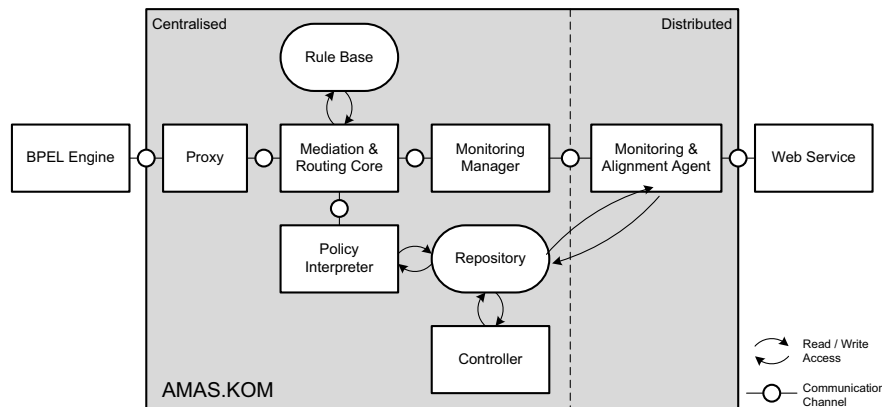 Centralised
Distributed
Rule Base
BPEL Engine
Proxy
Mediation &
Routing Core
Monitoring
Manager
Monitoring &
Alignment Agent
Web Service
Policy
Interpreter
Repository
Controller
AMAS.KOM
Read / Write
Access
Communication
Channel